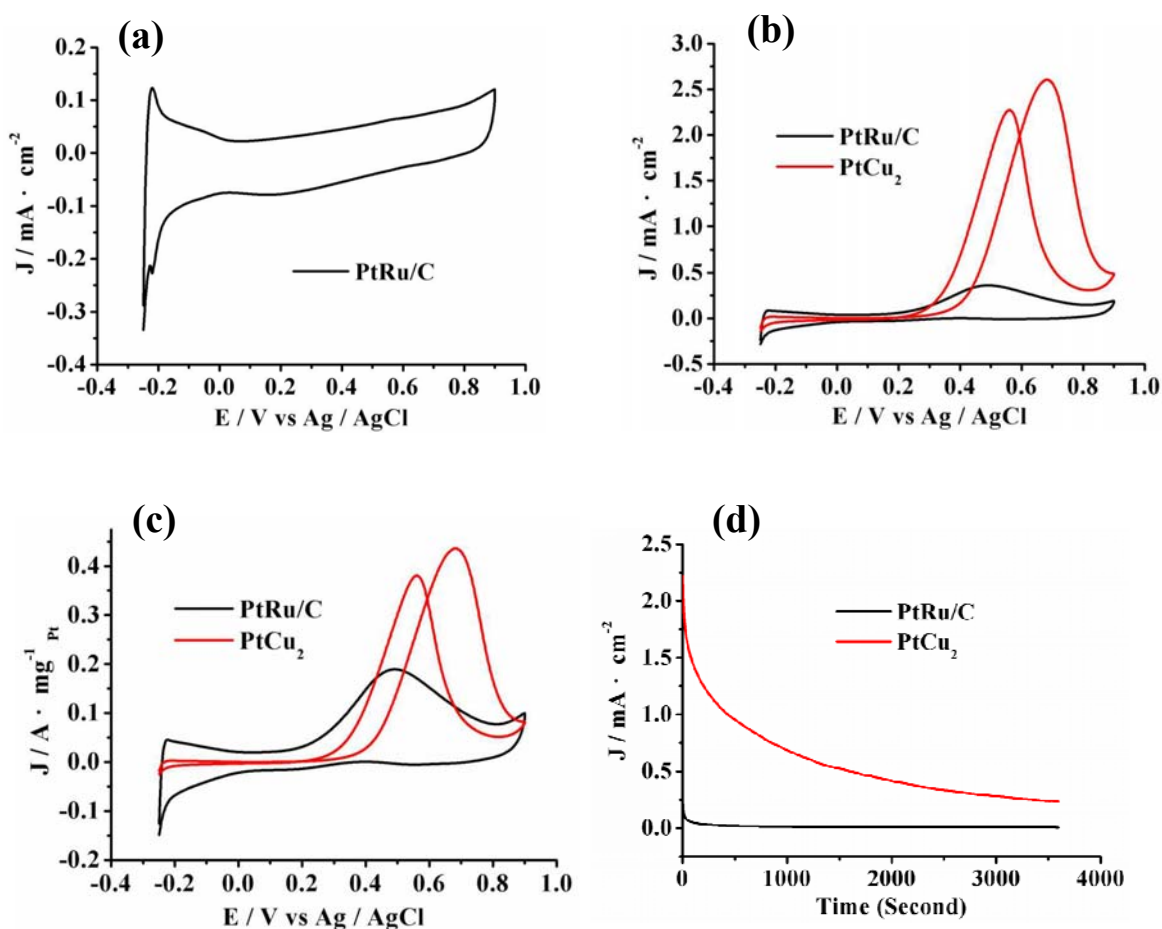 (a)
0.2
0.1
0.0
-0.1
-0.2
-0.3
-0.4
J / mA · cm-2
PtRu/C
-0.4 -0.2 0.0 0.2 0.4 0.6 0.8 1.0
E / V vs Ag / AgCl
(b)
3.0
2.5
2.0
1.5
1.0
0.5
0.0
-0.5
J / mA · cm-2
PtRu/C
PtCu2
-0.4 -0.2 0.0 0.2 0.4 0.6 0.8 1.0
E / V vs Ag / AgCl
(c)
0.4
0.3
0.2
0.1
0.0
-0.1
-0.2
J / A · mg-1 Pt
PtRu/C
PtCu2
-0.4 -0.2 0.0 0.2 0.4 0.6 0.8 1.0
E / V vs Ag / AgCl
(d)
2.5
2.0
1.5
1.0
0.5
0.0
J / mA · cm-2
PtRu/C
PtCu2
0 1000 2000 3000 4000
Time (Second)